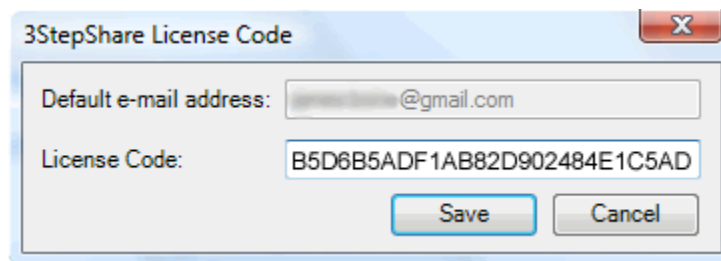 3StepShare License Code
Default e-mail address: @gmail.com
License Code: B5D6B5ADF1AB82D902484E1C5AD
Save Cancel